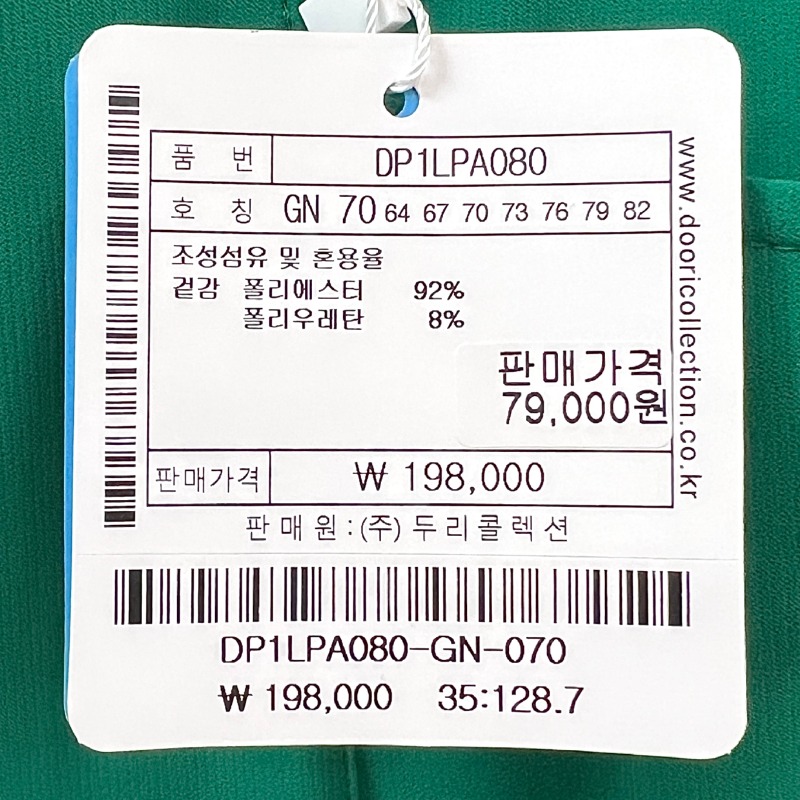 품 번 DP1LPA080
호 칭 GN 70 64 67 70 73 76 79 82
조성섬유 및 혼용율
겉감 폴리에스터 92%
폴리우레탄 8%
판매가격
79,000원
판매가격 ₩ 198,000
판매원:(주)두리콜렉션
www.dooricollection.co.kr
DP1LPA080-GN-070
₩ 198,000 35:128.7